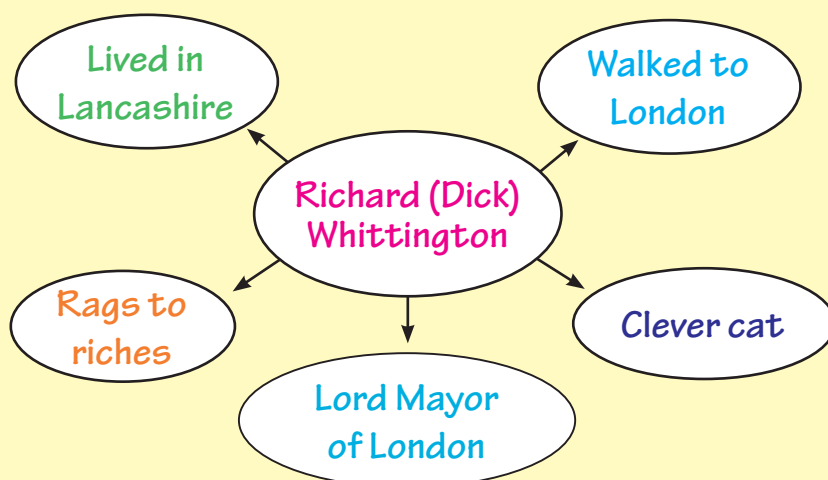 Lived in
Lancashire
Walked to
London
Richard (Dick)
Whittington
Rags to
riches
Clever cat
Lord Mayor
of London